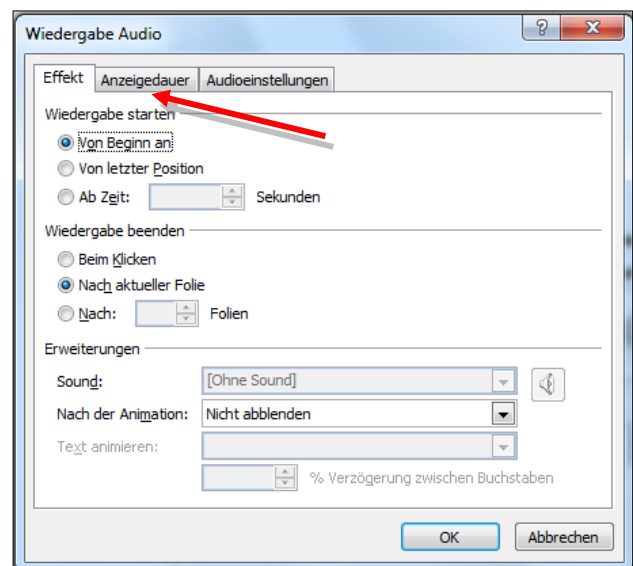 Wiedergabe Audio
Effekt Anzeigedauer Audioeinstellungen
Wiedergabe starten
Von Beginn an
Von letzter Position
Ab Zeit: Sekunden
Wiedergabe beenden
Beim Klicken
Nach aktueller Folie
Nach: Folien
Erweiterungen
Sound: [Ohne Sound]
Nach der Animation: Nicht abblenden
Text animieren:
% Verzögerung zwischen Buchstaben
OK Abbrechen